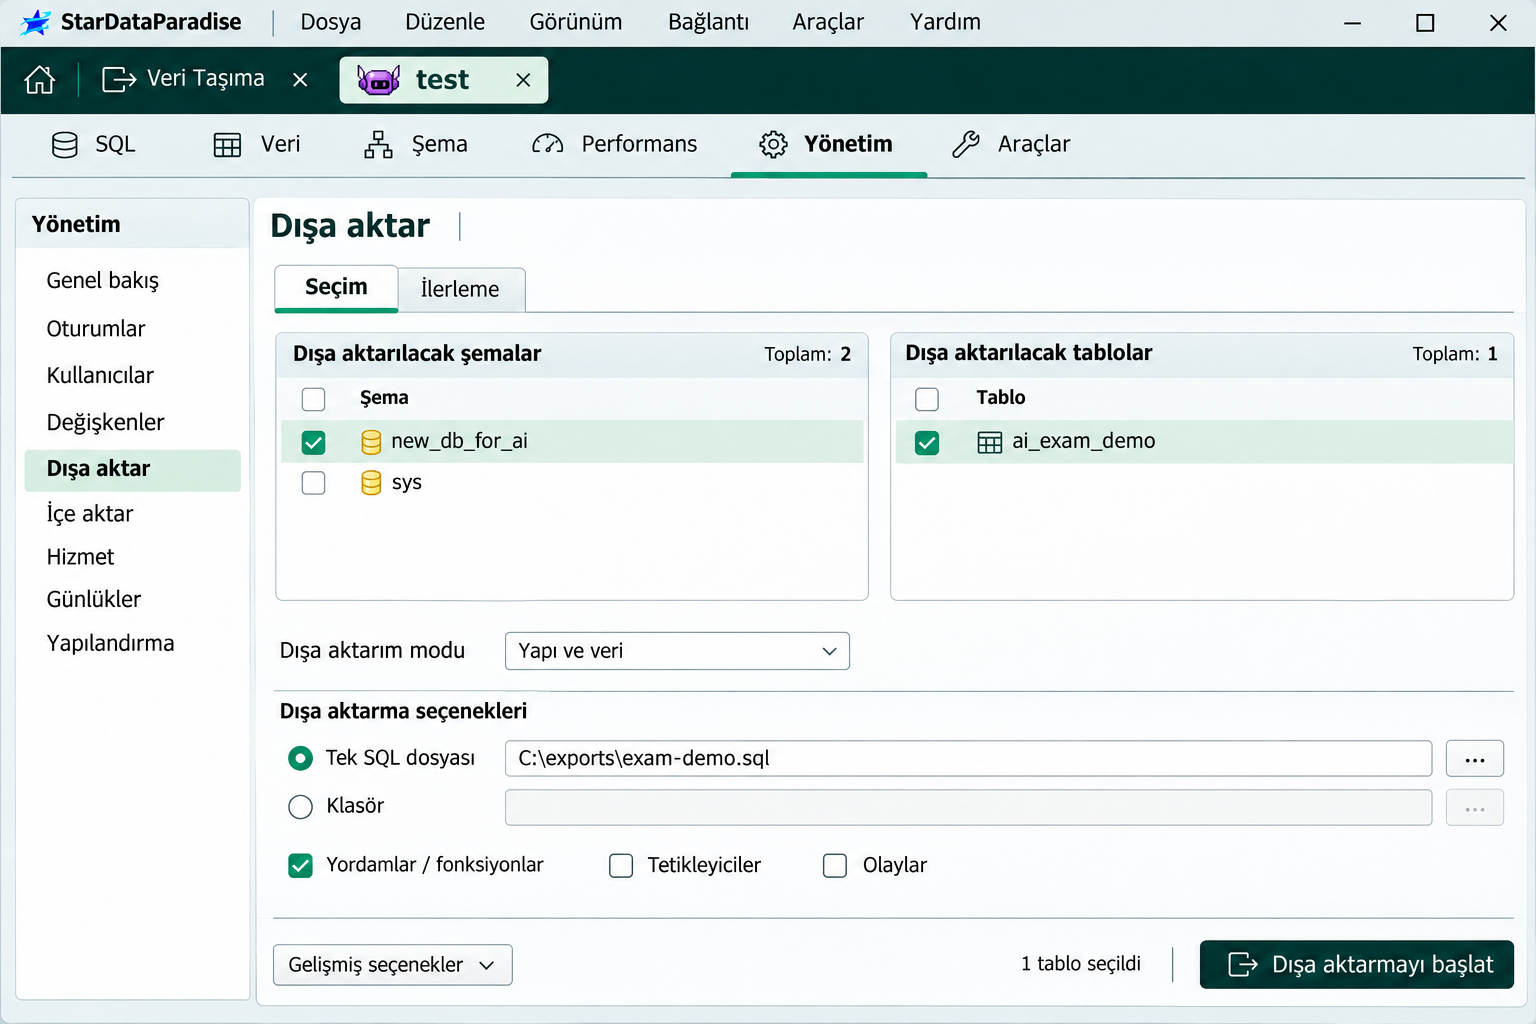 StarDataParadise
Dosya
Düzenle
Görünüm
Bağlantı
Araçlar
Yardım
Veri Taşıma
test
SQL
Veri
Şema
Performans
Yönetim
Araçlar
Yönetim
Genel bakış
Oturumlar
Kullanıcılar
Değişkenler
Dışa aktar
İçe aktar
Hizmet
Günlükler
Yapılandırma
Dışa aktar
Seçim
İlerleme
Dışa aktarılacak şemalar
Toplam: 2
Şema
new_db_for_ai
sys
Dışa aktarılacak tablolar
Toplam: 1
Tablo
ai_exam_demo
Dışa aktarım modu
Yapı ve veri
Dışa aktarma seçenekleri
Tek SQL dosyası
C:\exports\exam-demo.sql
...
Klasör
...
Yordamlar / fonksiyonlar
Tetikleyiciler
Olaylar
Gelişmiş seçenekler
1 tablo seçildi
Dışa aktarmayı başlat